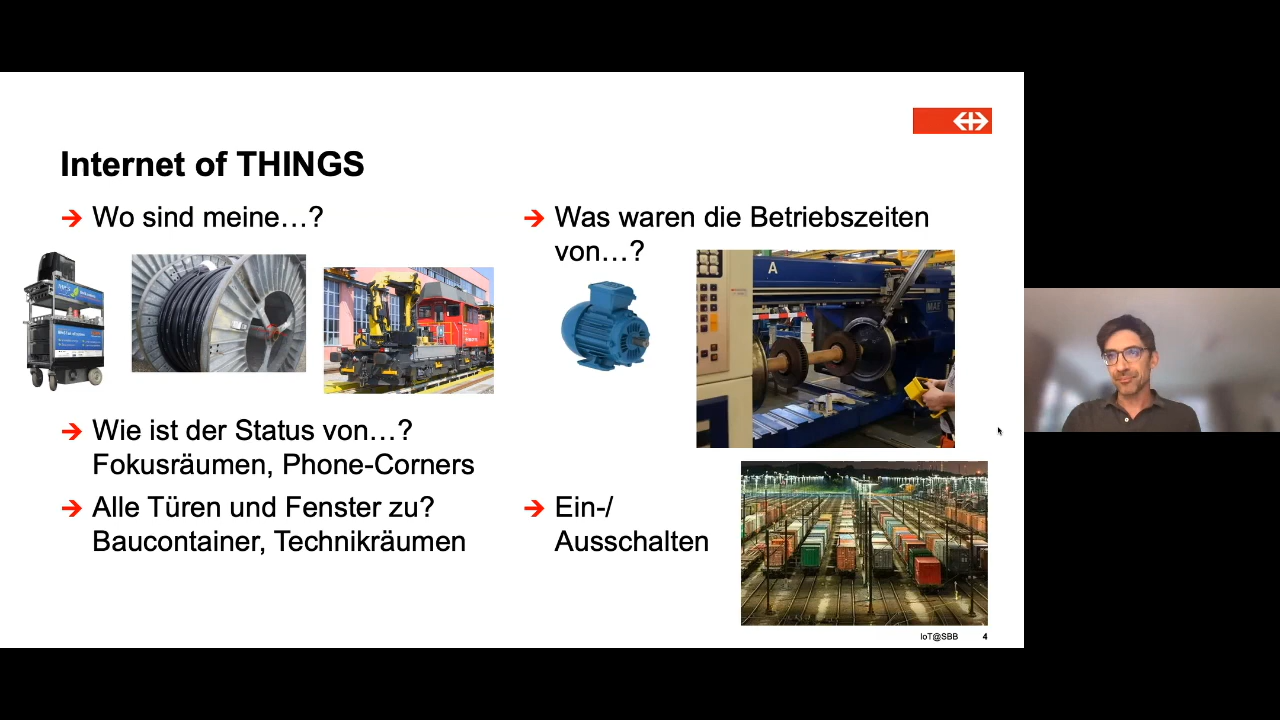 Internet of THINGS
Wo sind meine…?
Wie ist der Status von…?
Fokusräumen, Phone-Corners
Alle Türen und Fenster zu?
Baucontainer, Technikräumen
Was waren die Betriebszeiten
von…?
A
MAE
Ein-/
Ausschalten
IoT@SBB
4